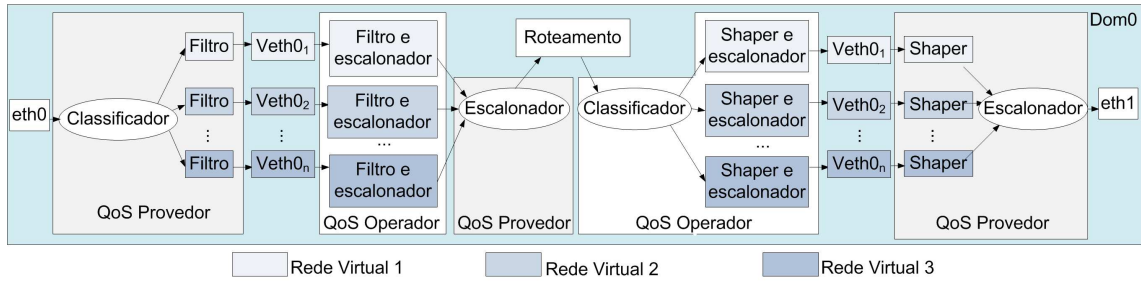 Dom0
eth0
Classificador
Filtro
Filtro
⋮
Filtro
QoS Provedor
Veth0₁
Veth0₂
⋮
Veth0ₙ
Filtro e
escalonador
Filtro e
escalonador
...
Filtro e
escalonador
QoS Operador
Escalonador
QoS Provedor
Roteamento
Classificador
Shaper e
escalonador
Shaper e
escalonador
...
Shaper e
escalonador
QoS Operador
Veth0₁
Veth0₂
⋮
Veth0ₙ
Shaper
Shaper
⋮
Shaper
Escalonador
QoS Provedor
eth1
Rede Virtual 1
Rede Virtual 2
Rede Virtual 3